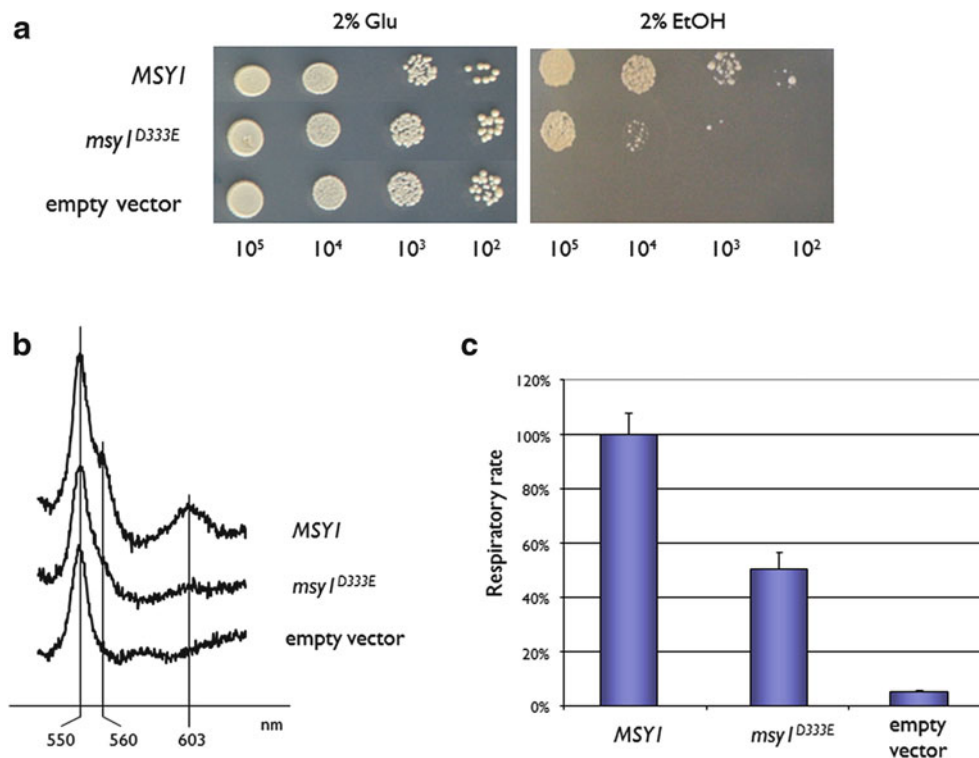 a
2% Glu
2% EtOH
MSY1
msy1D333E
empty vector
10⁵ 10⁴ 10³ 10²
10⁵ 10⁴ 10³ 10²
b
MSY1
msy1D333E
empty vector
nm
550 560 603
c
Respiratory rate
120%
100%
80%
60%
40%
20%
0%
MSY1
msy1D333E
empty
vector